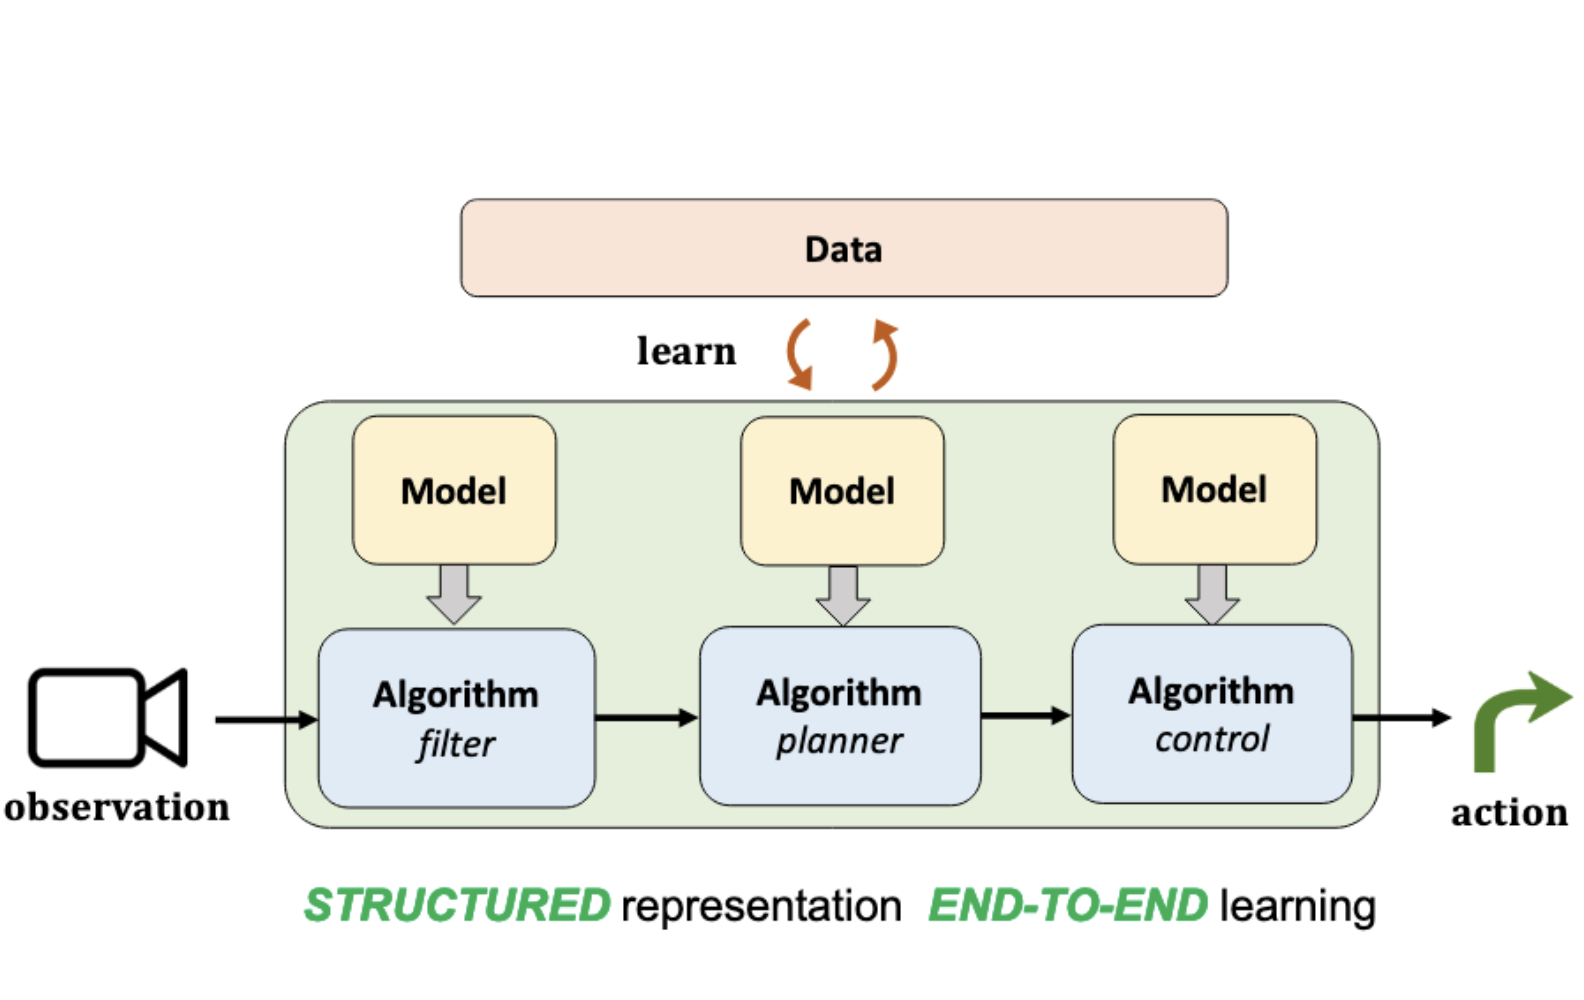 Data
learn
Model
Model
Model
Algorithm
filter
Algorithm
planner
Algorithm
control
observation
action
STRUCTURED representation END-TO-END learning